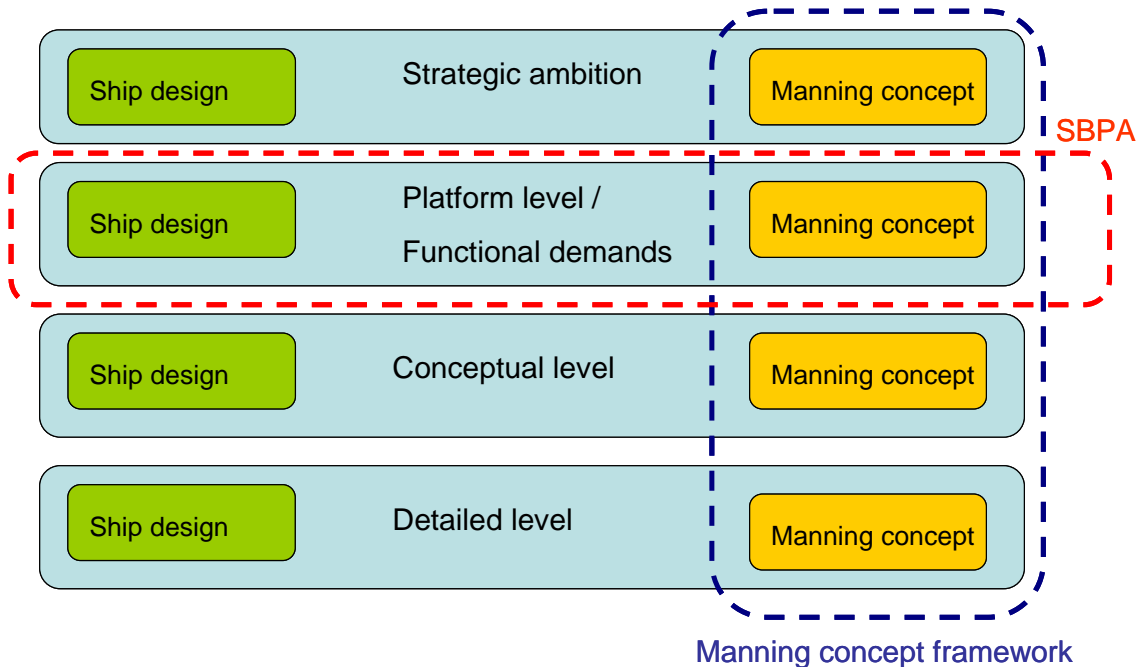 Ship design
Strategic ambition
Manning concept
SBPA
Ship design
Platform level /
Functional demands
Manning concept
Ship design
Conceptual level
Manning concept
Ship design
Detailed level
Manning concept
Manning concept framework